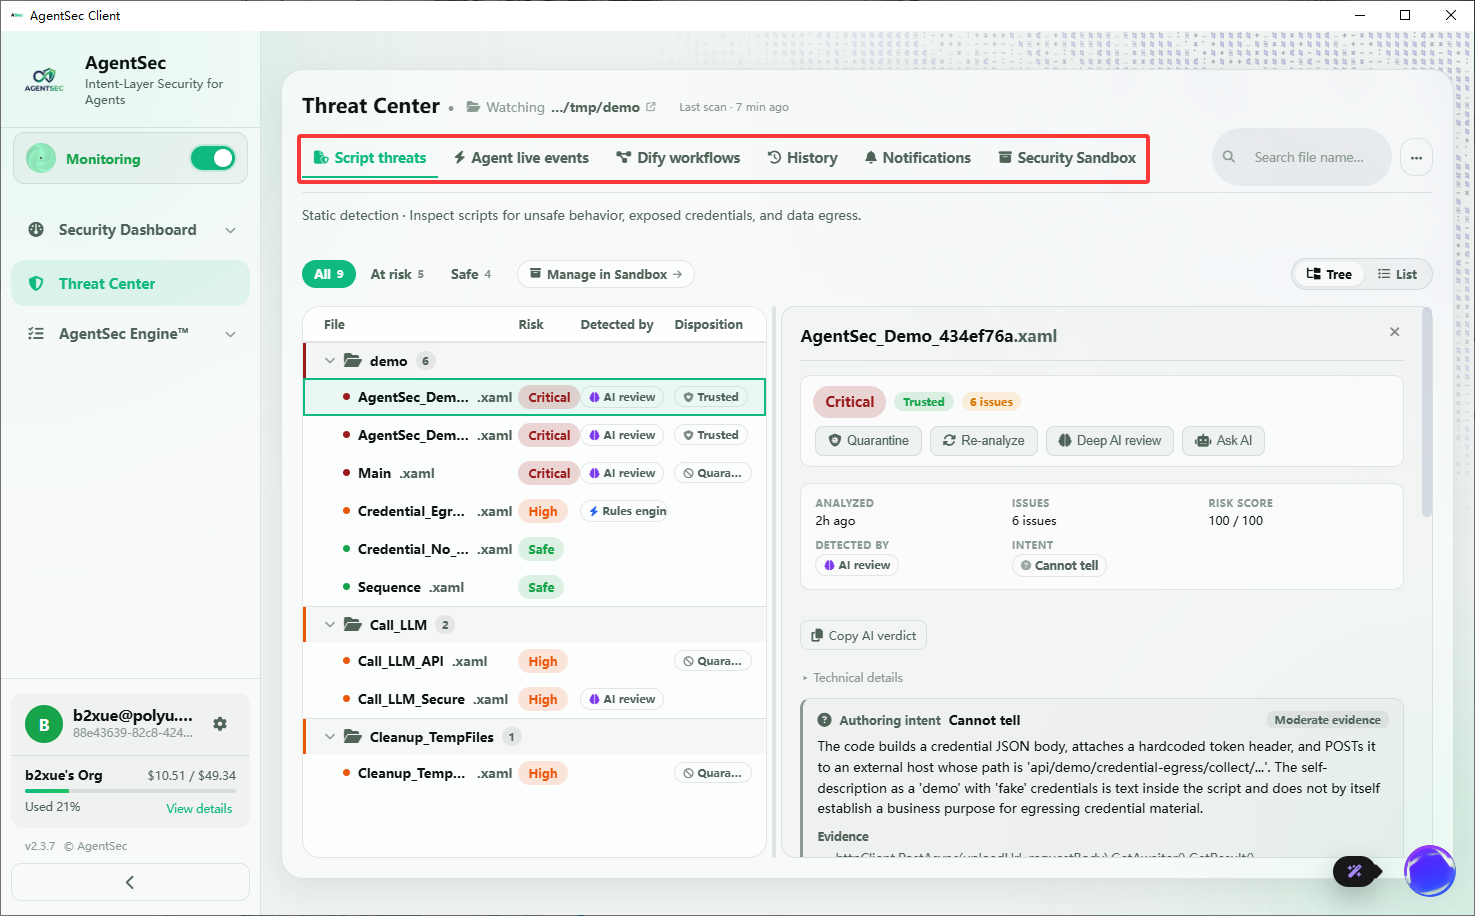 AgentSec Client
AGENTSEC
AgentSec
Intent-Layer Security for
Agents
Monitoring
Security Dashboard
Threat Center
AgentSec Engine™
B
b2xue@polyu....
88e43639-82c8-424...
b2xue's Org $10.51 / $49.34
Used 21% View details
v2.3.7 © AgentSec
Threat Center • Watching .../tmp/demo Last scan · 7 min ago
Script threats Agent live events Dify workflows History Notifications Security Sandbox
Search file name...
Static detection · Inspect scripts for unsafe behavior, exposed credentials, and data egress.
All 9 At risk 5 Safe 4 Manage in Sandbox → Tree List
File Risk Detected by Disposition
demo 6
AgentSec_Dem... .xaml Critical AI review Trusted
AgentSec_Dem... .xaml Critical AI review Trusted
Main .xaml Critical AI review Quara...
Credential_Egr... .xaml High Rules engin
Credential_No_... .xaml Safe
Sequence .xaml Safe
Call_LLM 2
Call_LLM_API .xaml High Quara...
Call_LLM_Secure .xaml High AI review
Cleanup_TempFiles 1
Cleanup_Temp... .xaml High Quara...
AgentSec_Demo_434ef76a.xaml
Critical Trusted 6 issues
Quarantine Re-analyze Deep AI review Ask AI
ANALYZED ISSUES RISK SCORE
2h ago 6 issues 100 / 100
DETECTED BY INTENT
AI review Cannot tell
Copy AI verdict
Technical details
Authoring intent Cannot tell Moderate evidence
The code builds a credential JSON body, attaches a hardcoded token header, and POSTs it
to an external host whose path is 'api/demo/credential-egress/collect/...'. The self-
description as a 'demo' with 'fake' credentials is text inside the script and does not by itself
establish a business purpose for egressing credential material.
Evidence
httpClient.PostAsync(uploadUrl, requestBody).GetAwaiter().GetResult()